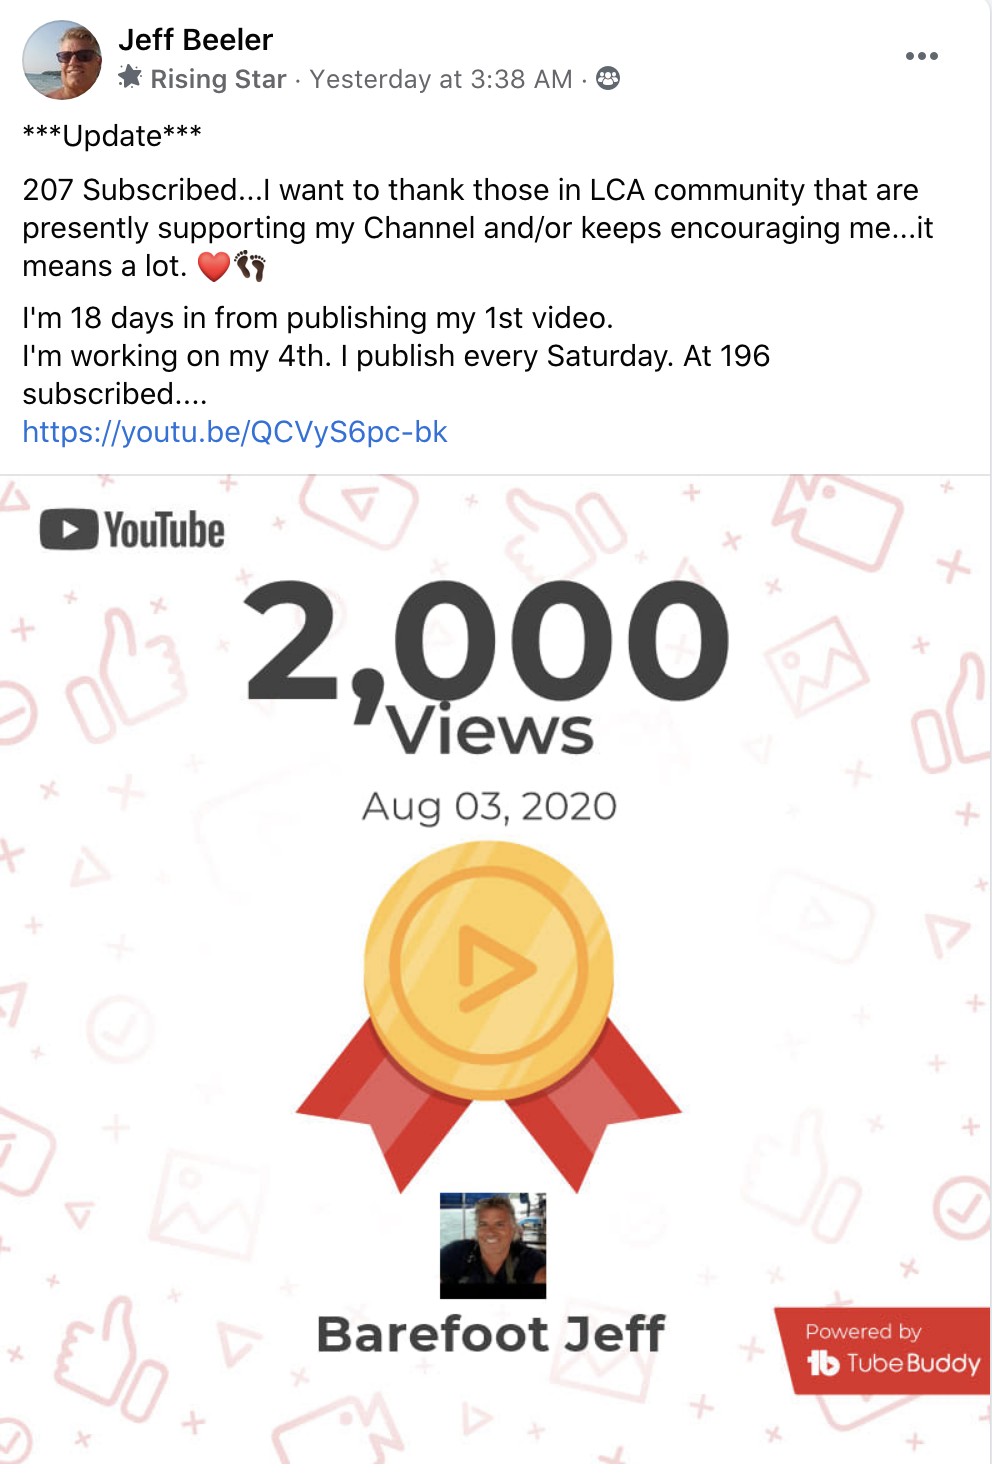 Jeff Beeler
Rising Star · Yesterday at 3:38 AM ·
***Update***
207 Subscribed...I want to thank those in LCA community that are
presently supporting my Channel and/or keeps encouraging me...it
means a lot. ❤️👣
I'm 18 days in from publishing my 1st video.
I'm working on my 4th. I publish every Saturday. At 196
subscribed....
https://youtu.be/QCVyS6pc-bk
YouTube
2,000
Views
Aug 03, 2020
Barefoot Jeff
Powered by
TubeBuddy